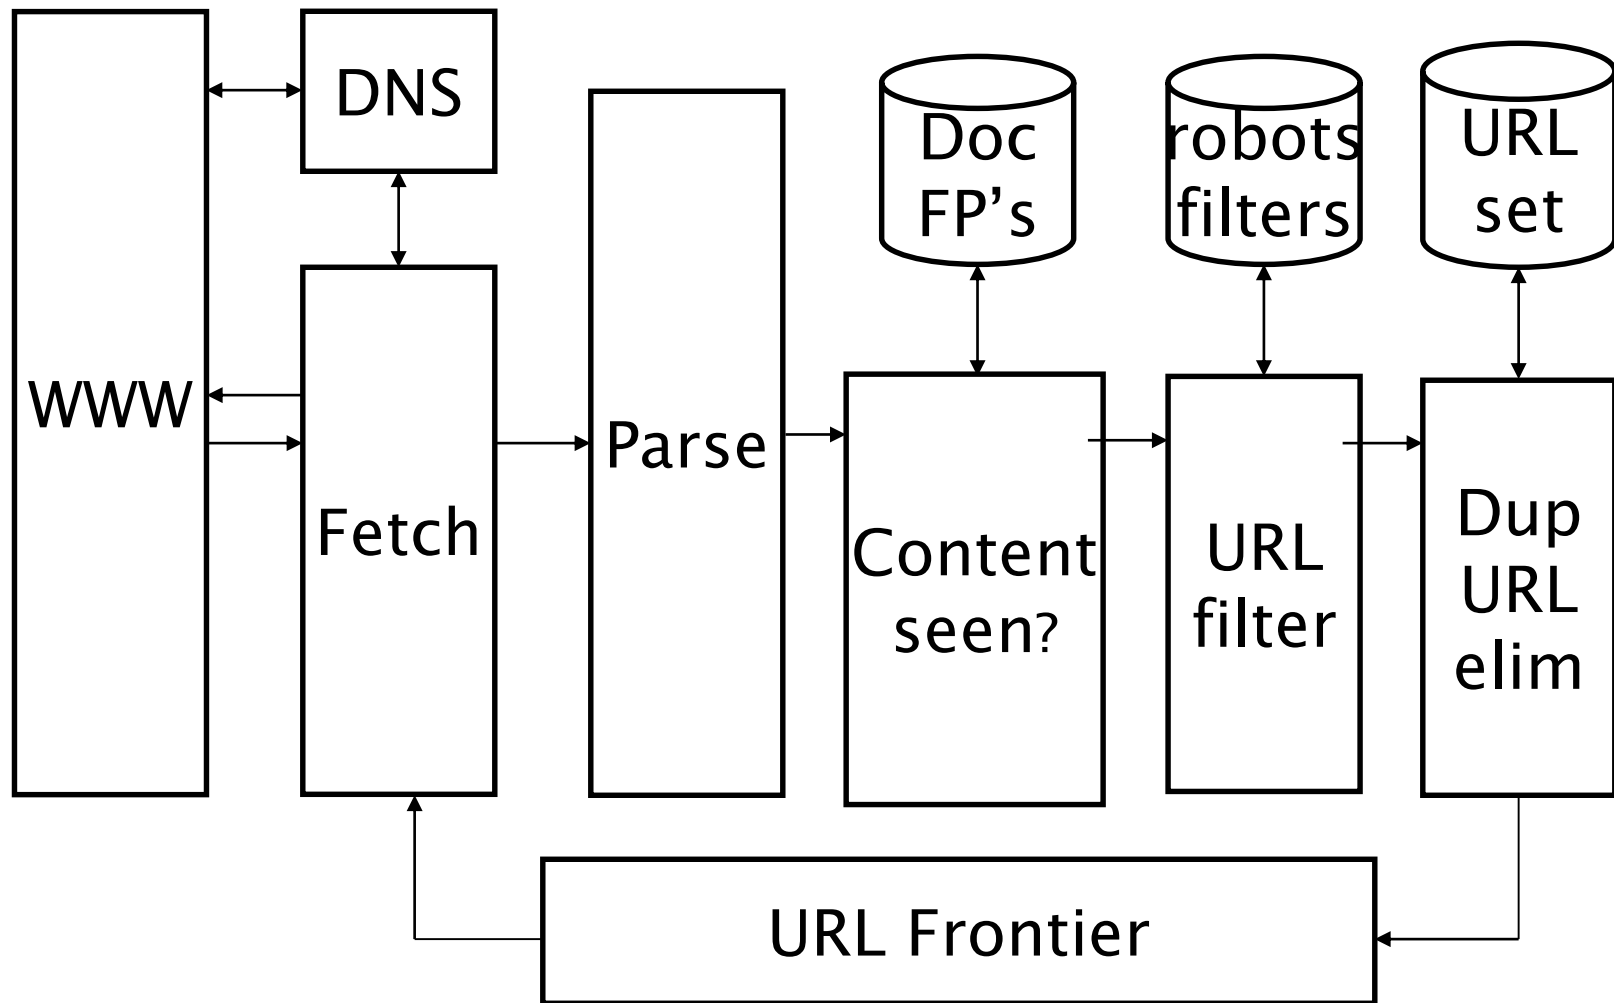 WWW
DNS
Fetch
Parse
Doc
FP’s
robots
filters
URL
set
Content
seen?
URL
filter
Dup
URL
elim
URL Frontier